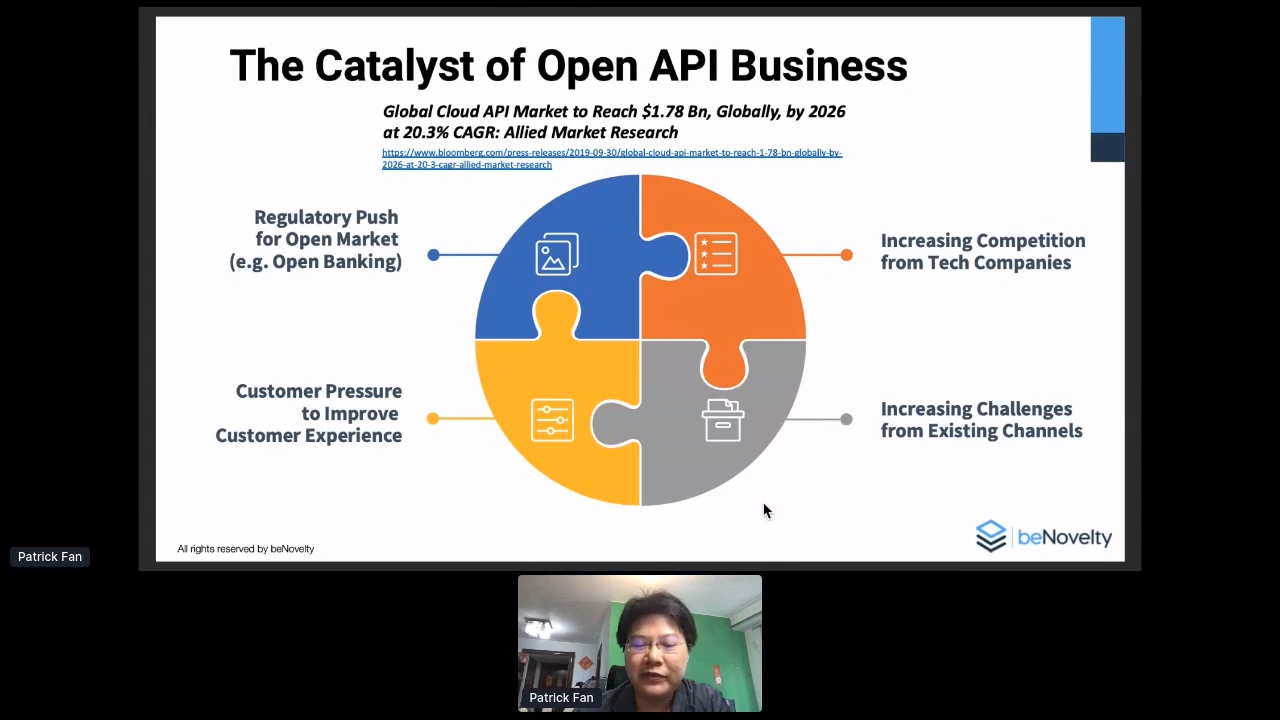 The Catalyst of Open API Business
Global Cloud API Market to Reach $1.78 Bn, Globally, by 2026
at 20.3% CAGR: Allied Market Research
https://www.bloomberg.com/press-releases/2019-09-30/global-cloud-api-market-to-reach-1-78-bn-globally-by-
2026-at-20-3-cagr-allied-market-research
Regulatory Push
for Open Market
(e.g. Open Banking)
Increasing Competition
from Tech Companies
Customer Pressure
to Improve
Customer Experience
Increasing Challenges
from Existing Channels
All rights reserved by beNovelty
beNovelty
Patrick Fan
Patrick Fan